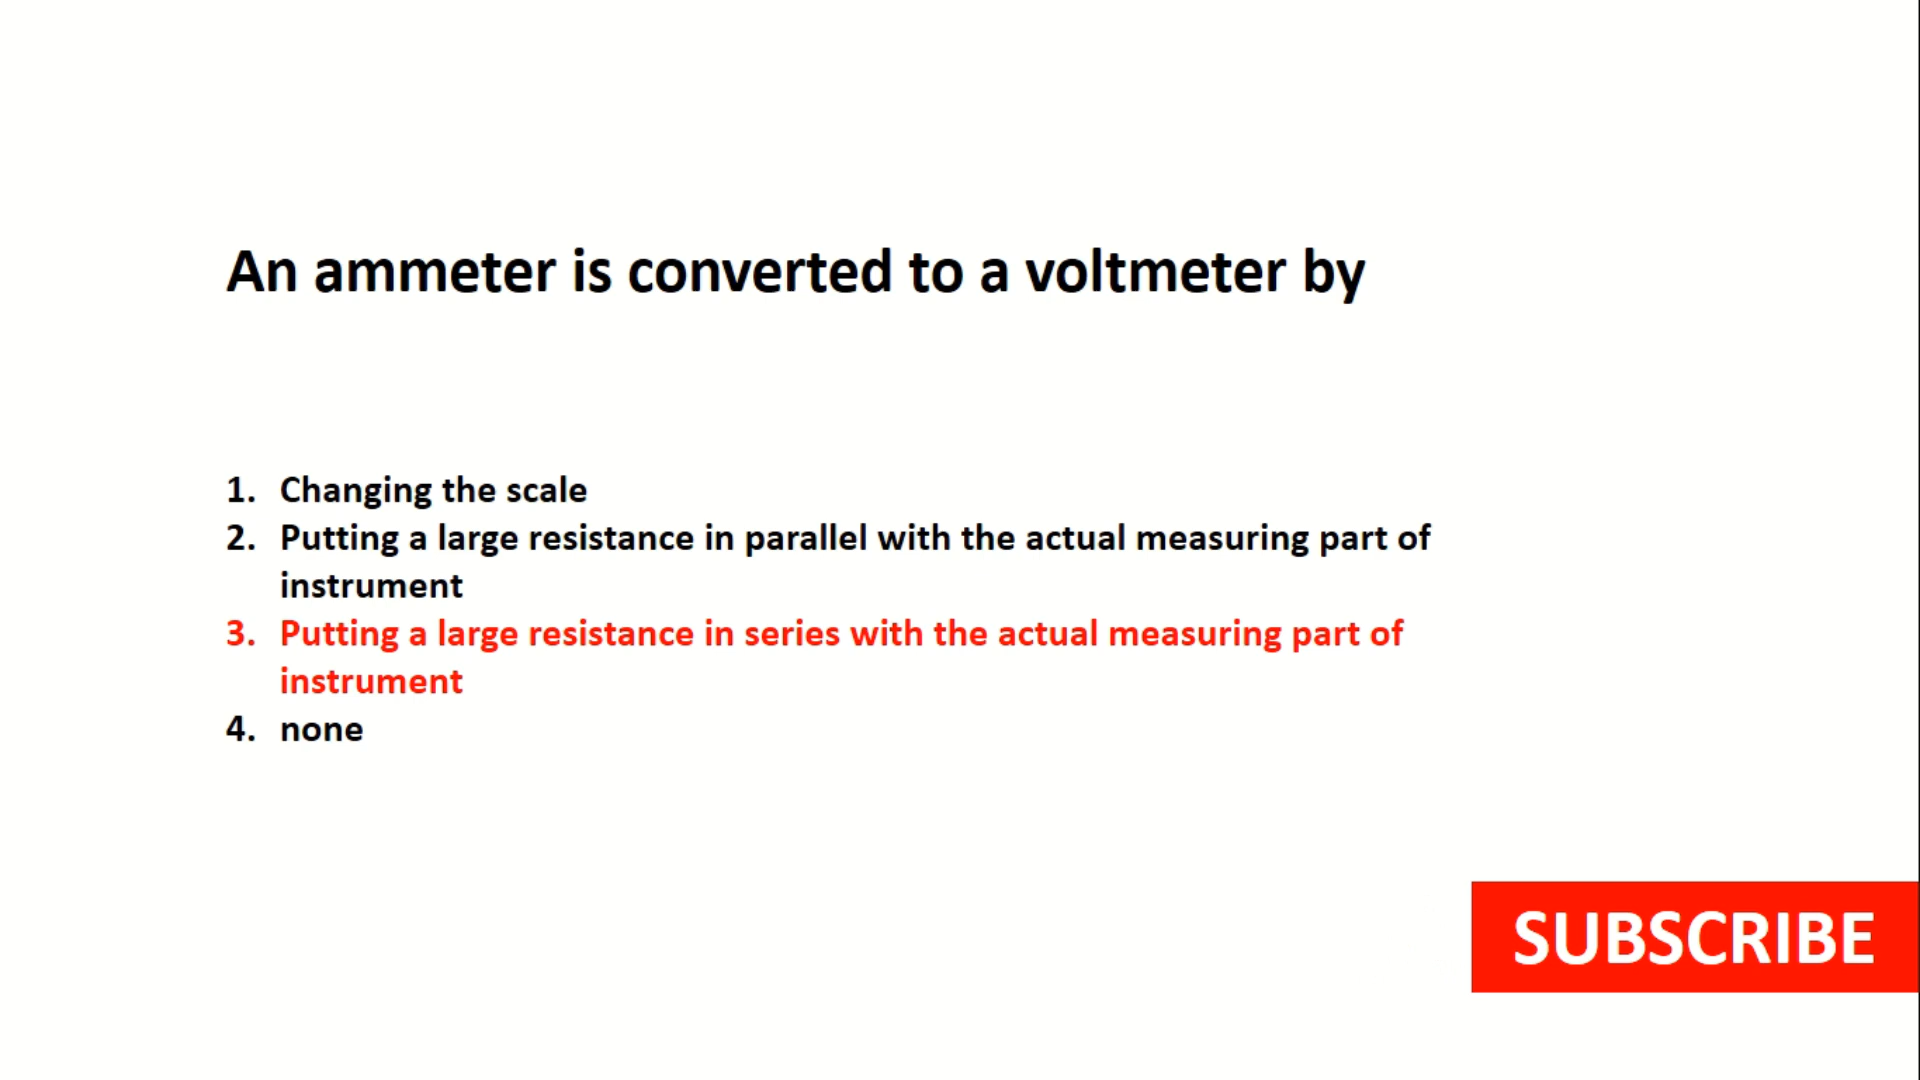 An ammeter is converted to a voltmeter by
1. Changing the scale
2. Putting a large resistance in parallel with the actual measuring part of
instrument
3. Putting a large resistance in series with the actual measuring part of
instrument
4. none
SUBSCRIBE